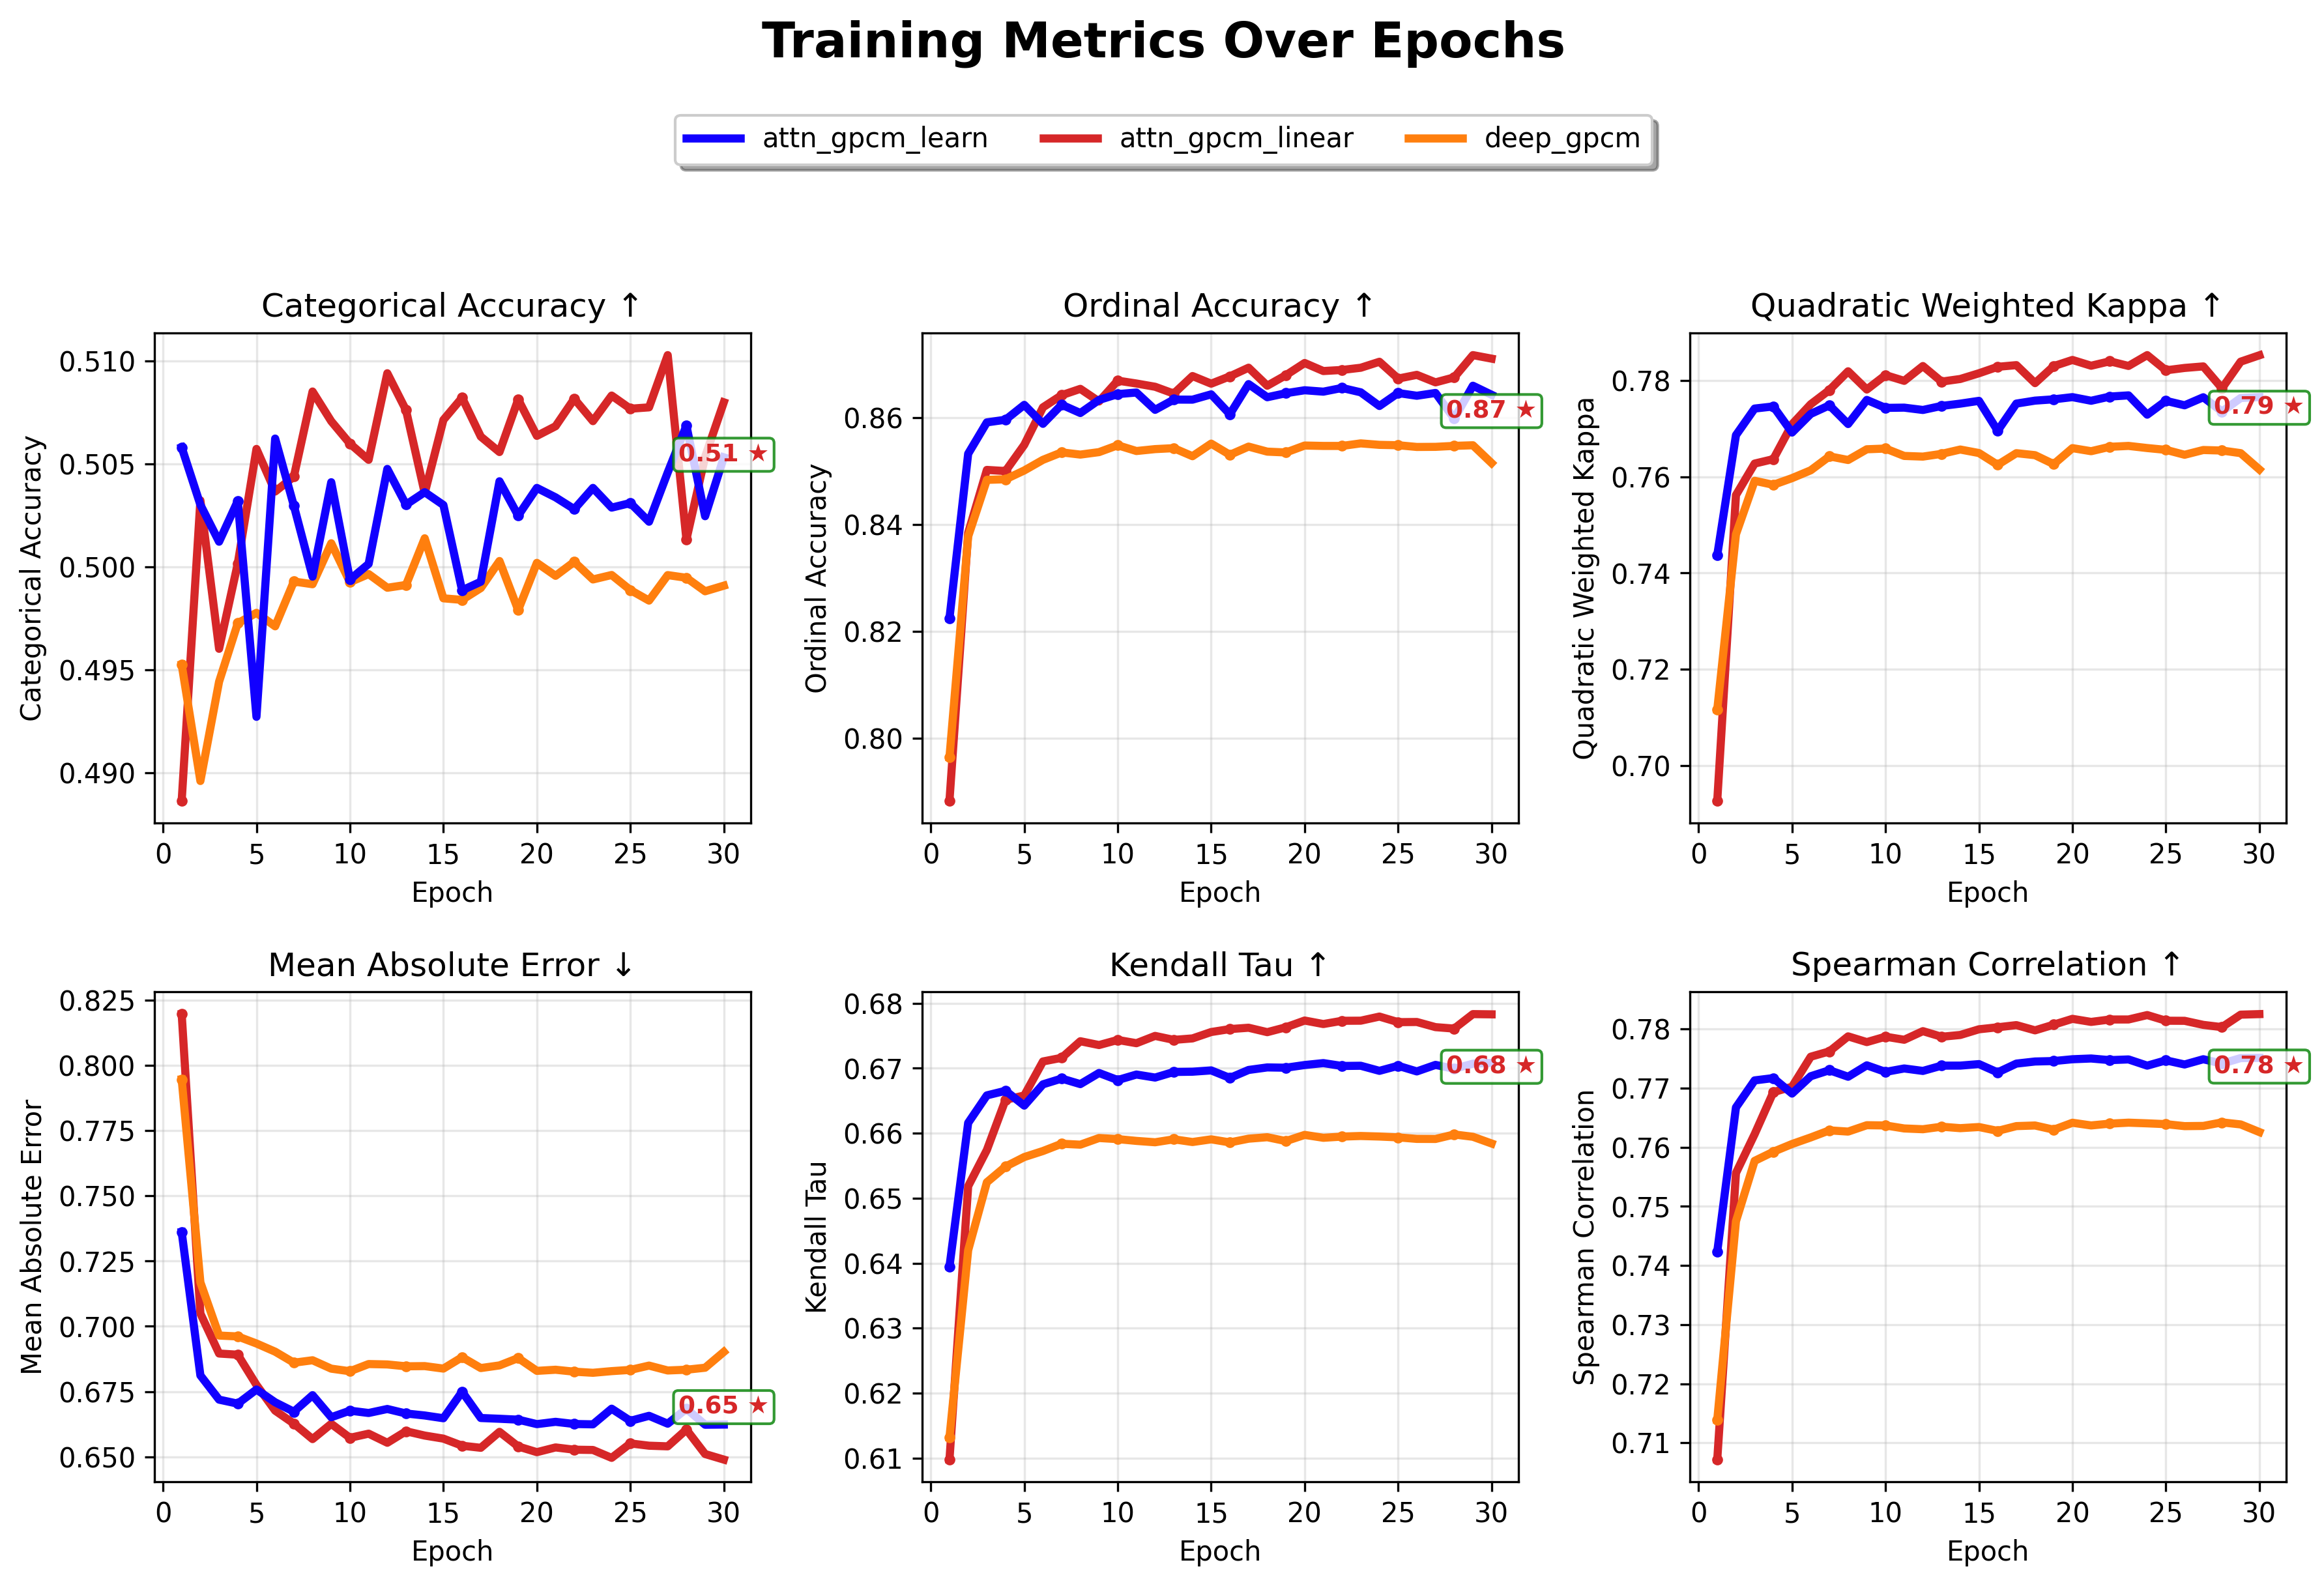 Training Metrics Over Epochs
attn_gpcm_learn attn_gpcm_linear deep_gpcm
Categorical Accuracy ↑
Categorical Accuracy
0.510
0.505
0.500
0.495
0.490
0.51 ★
0 5 10 15 20 25 30
Epoch
Ordinal Accuracy ↑
Ordinal Accuracy
0.86
0.84
0.82
0.80
0.87 ★
0 5 10 15 20 25 30
Epoch
Quadratic Weighted Kappa ↑
Quadratic Weighted Kappa
0.78
0.76
0.74
0.72
0.70
0.79 ★
0 5 10 15 20 25 30
Epoch
Mean Absolute Error ↓
Mean Absolute Error
0.825
0.800
0.775
0.750
0.725
0.700
0.675
0.650
0.65 ★
0 5 10 15 20 25 30
Epoch
Kendall Tau ↑
Kendall Tau
0.68
0.67
0.66
0.65
0.64
0.63
0.62
0.61
0.68 ★
0 5 10 15 20 25 30
Epoch
Spearman Correlation ↑
Spearman Correlation
0.78
0.77
0.76
0.75
0.74
0.73
0.72
0.71
0.78 ★
0 5 10 15 20 25 30
Epoch